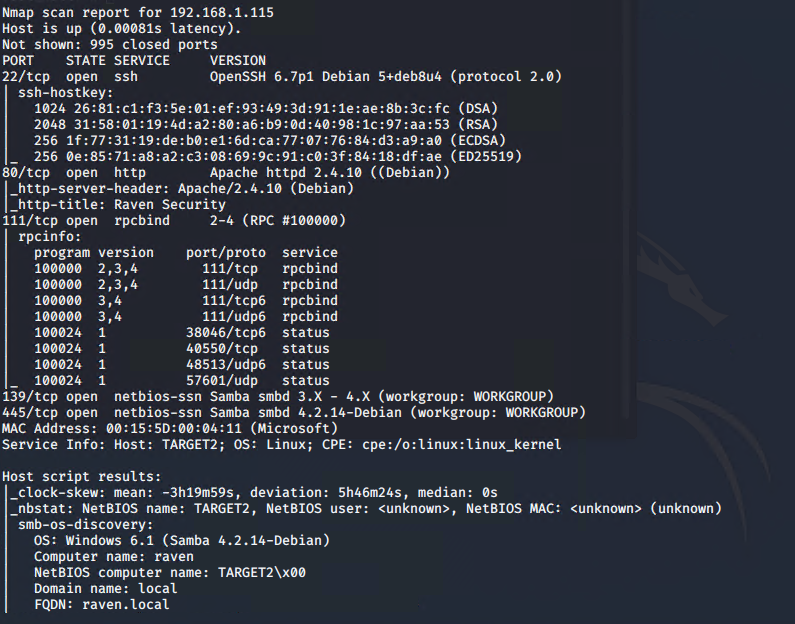 Nmap scan report for 192.168.1.115
Host is up (0.00081s latency).
Not shown: 995 closed ports
PORT    STATE SERVICE     VERSION
22/tcp  open  ssh         OpenSSH 6.7p1 Debian 5+deb8u4 (protocol 2.0)
| ssh-hostkey:
|   1024 26:81:c1:f3:5e:01:ef:93:49:3d:91:1e:ae:8b:3c:fc (DSA)
|   2048 31:58:01:19:4d:a2:80:a6:b9:0d:40:98:1c:97:aa:53 (RSA)
|   256 1f:77:31:19:de:b0:e1:6d:ca:77:07:76:84:d3:a9:a0 (ECDSA)
|_  256 0e:85:71:a8:a2:c3:08:69:9c:91:c0:3f:84:18:df:ae (ED25519)
80/tcp  open  http        Apache httpd 2.4.10 ((Debian))
|_http-server-header: Apache/2.4.10 (Debian)
|_http-title: Raven Security
111/tcp open  rpcbind     2-4 (RPC #100000)
| rpcinfo:
|   program version    port/proto  service
|   100000  2,3,4        111/tcp   rpcbind
|   100000  2,3,4        111/udp   rpcbind
|   100000  3,4          111/tcp6  rpcbind
|   100000  3,4          111/udp6  rpcbind
|   100024  1          38046/tcp6  status
|   100024  1          40550/tcp   status
|   100024  1          48513/udp6  status
|_  100024  1          57601/udp   status
139/tcp open  netbios-ssn Samba smbd 3.X - 4.X (workgroup: WORKGROUP)
445/tcp open  netbios-ssn Samba smbd 4.2.14-Debian (workgroup: WORKGROUP)
MAC Address: 00:15:5D:00:04:11 (Microsoft)
Service Info: Host: TARGET2; OS: Linux; CPE: cpe:/o:linux:linux_kernel
Host script results:
|_clock-skew: mean: -3h19m59s, deviation: 5h46m24s, median: 0s
|_nbstat: NetBIOS name: TARGET2, NetBIOS user: <unknown>, NetBIOS MAC: <unknown> (unknown)
| smb-os-discovery:
|   OS: Windows 6.1 (Samba 4.2.14-Debian)
|   Computer name: raven
|   NetBIOS computer name: TARGET2\x00
|   Domain name: local
|   FQDN: raven.local